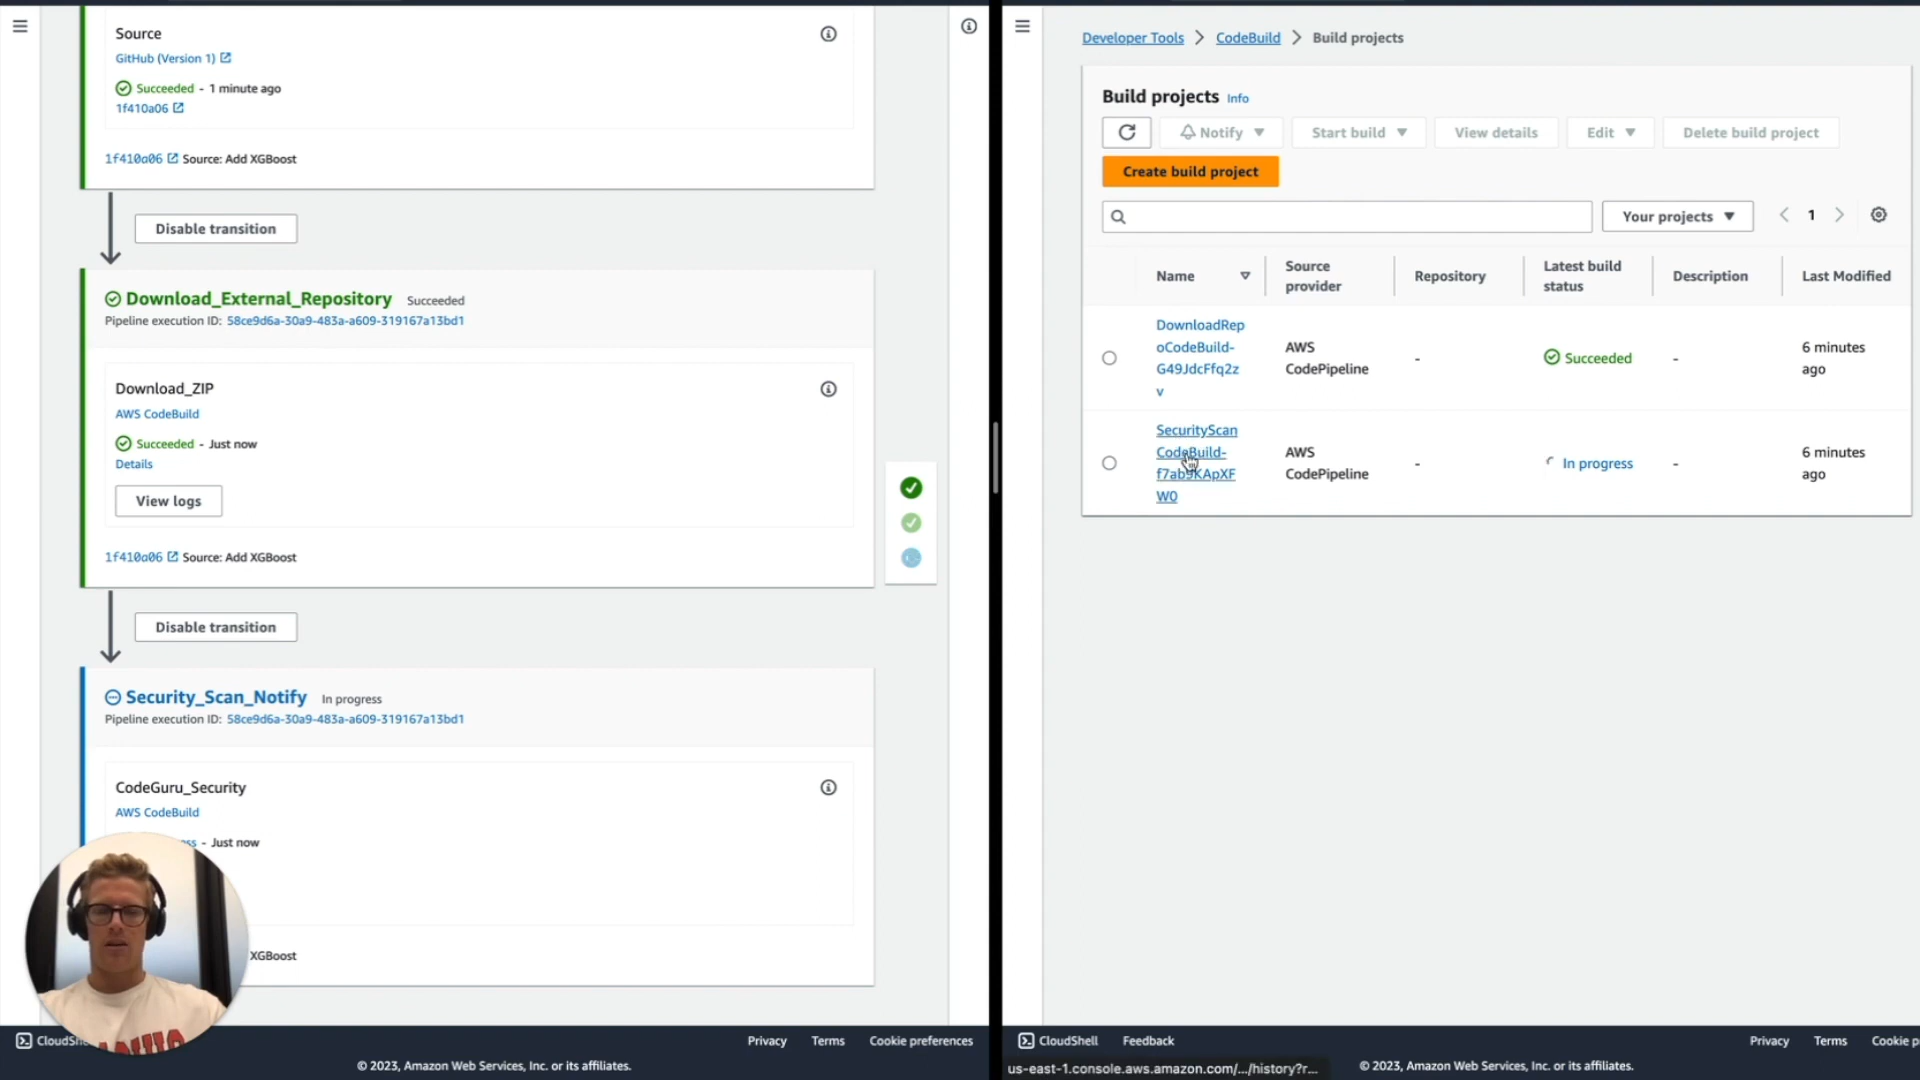 Source
GitHub (Version 1)
Succeeded - 1 minute ago
1f410a06
1f410a06 Source: Add XGBoost
Disable transition
Download_External_Repository Succeeded
Pipeline execution ID: 58ce9d6a-30a9-483a-a609-319167a13bd1
Download_ZIP
AWS CodeBuild
Succeeded - Just now
Details
View logs
1f410a06 Source: Add XGBoost
Disable transition
Security_Scan_Notify In progress
Pipeline execution ID: 58ce9d6a-30a9-483a-a609-319167a13bd1
CodeGuru_Security
AWS CodeBuild
ss - Just now
XGBoost
CloudSh
Privacy Terms Cookie preferences
© 2023, Amazon Web Services, Inc. or its affiliates.
Developer Tools > CodeBuild > Build projects
Build projects Info
Notify Start build View details Edit Delete build project
Create build project
Your projects < 1 >
Name Source provider Repository Latest build status Description Last Modified
DownloadRep
oCodeBuild-
G49JdcFfq2z
v
AWS
CodePipeline
-
Succeeded
-
6 minutes
ago
SecurityScan
CodeBuild-
f7ab9KApXF
W0
AWS
CodePipeline
-
In progress
-
6 minutes
ago
CloudShell Feedback
Privacy Terms Cookie p
us-east-1.console.aws.amazon.com/.../history?r...
© 2023, Amazon Web Services, Inc. or its affiliates.